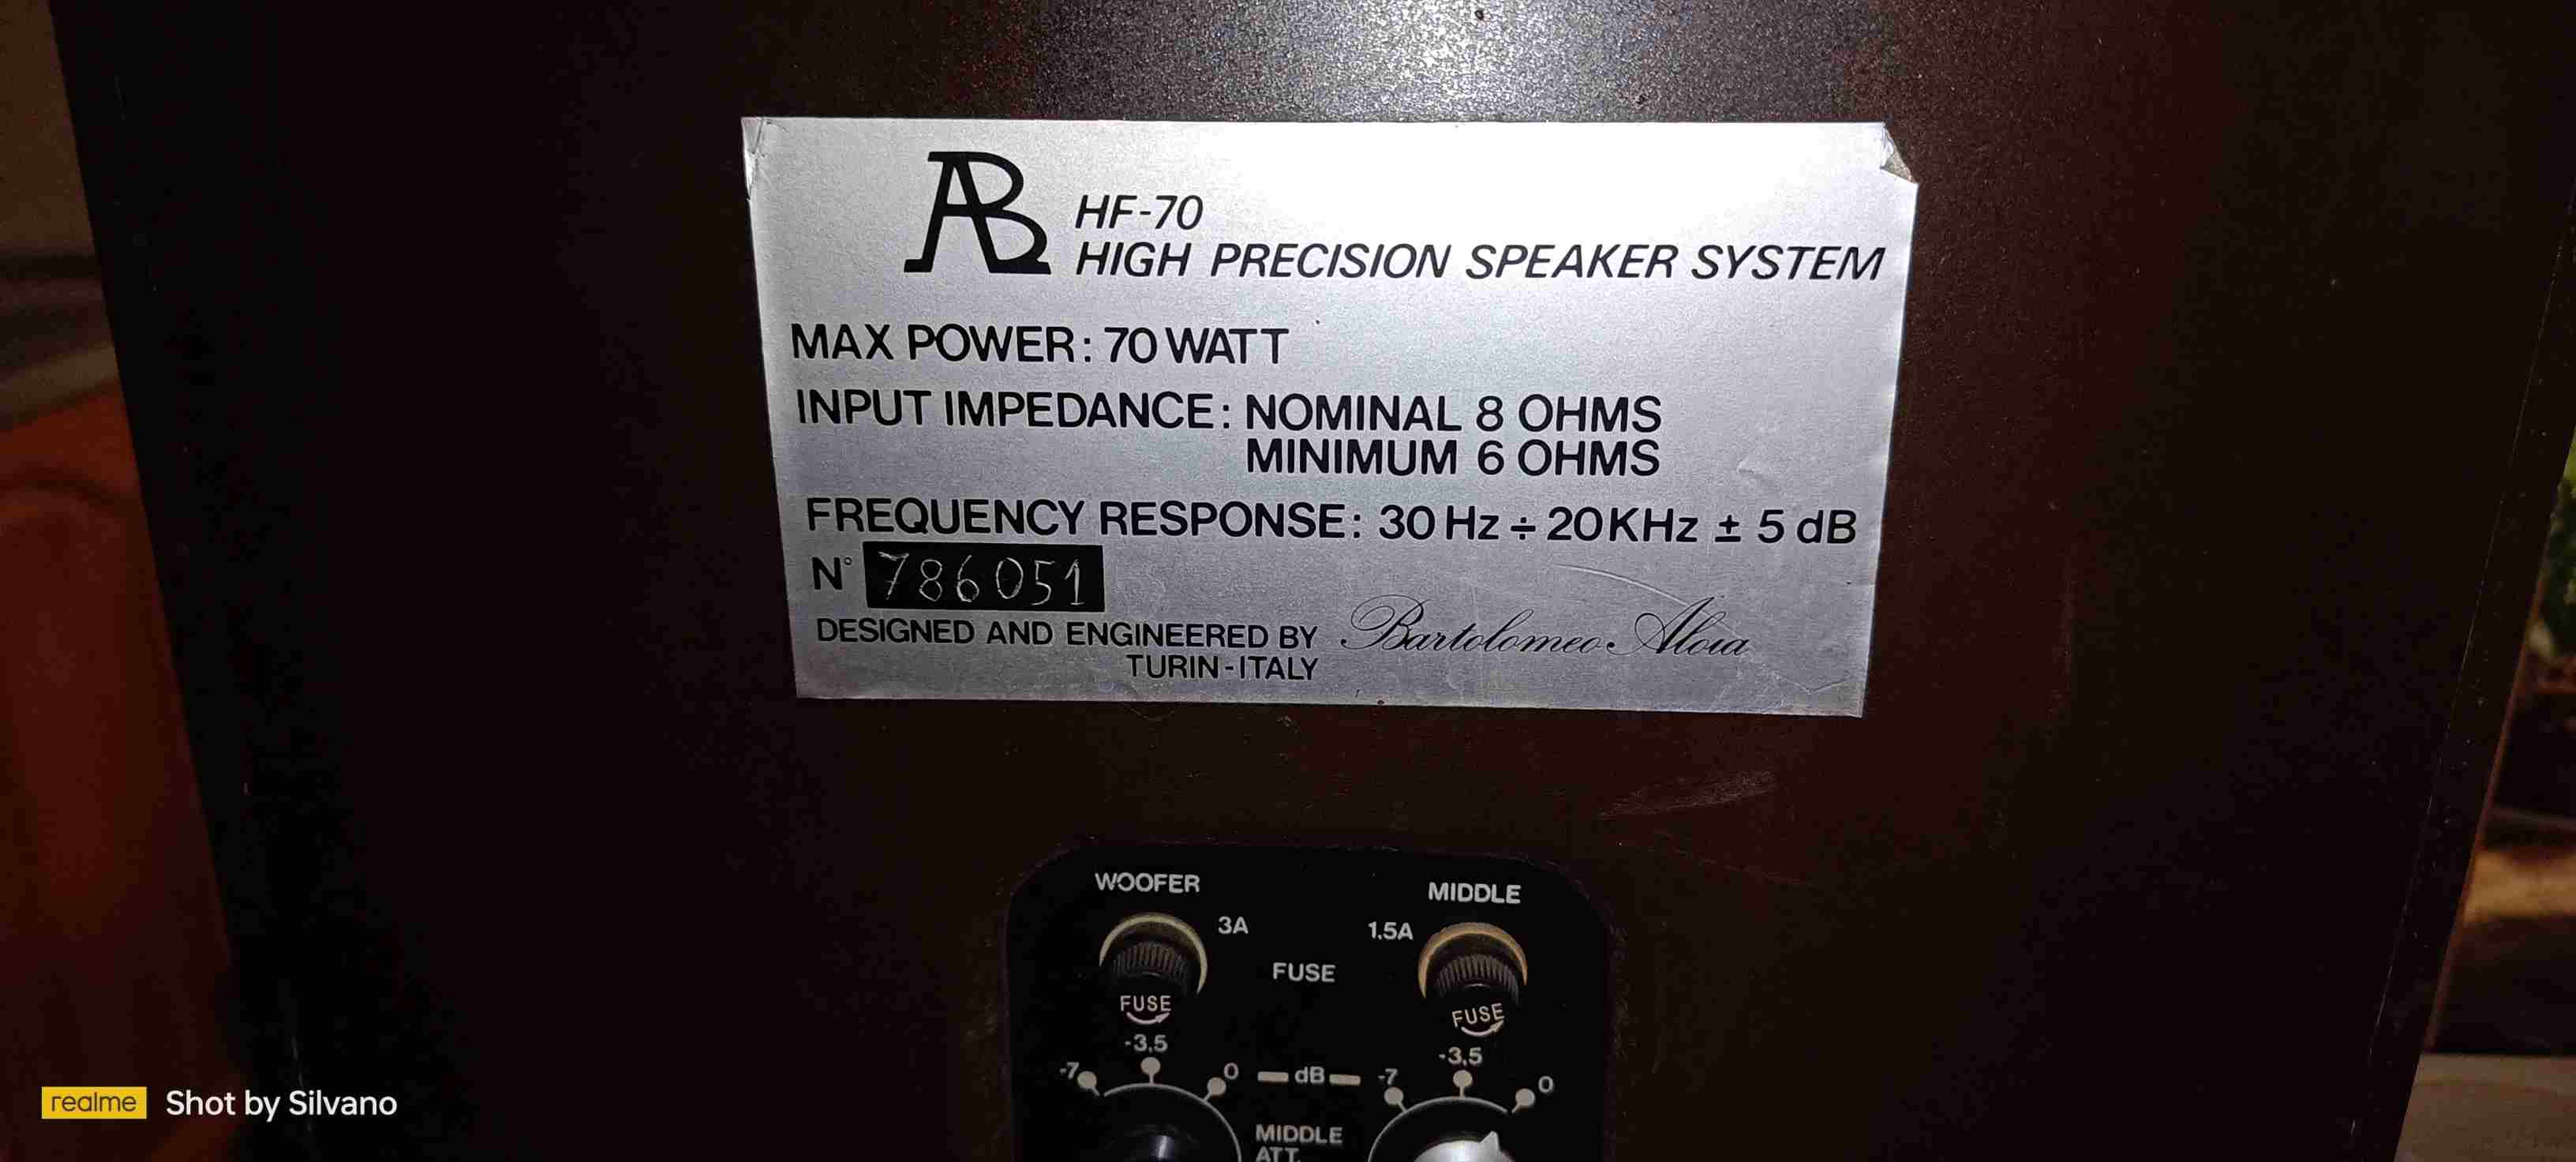 AB
HF-70
HIGH PRECISION SPEAKER SYSTEM
MAX POWER: 70 WATT
INPUT IMPEDANCE: NOMINAL 8 OHMS
MINIMUM 6 OHMS
FREQUENCY RESPONSE: 30 Hz ÷ 20KHz ± 5 dB
N° 786051
DESIGNED AND ENGINEERED BY Bartolomeo Aloia
TURIN-ITALY
WOOFER MIDDLE
3A 1.5A
FUSE
FUSE FUSE
-3,5 -3,5
-7 0 dB -7 0
MIDDLE
ATT.
realme Shot by Silvano